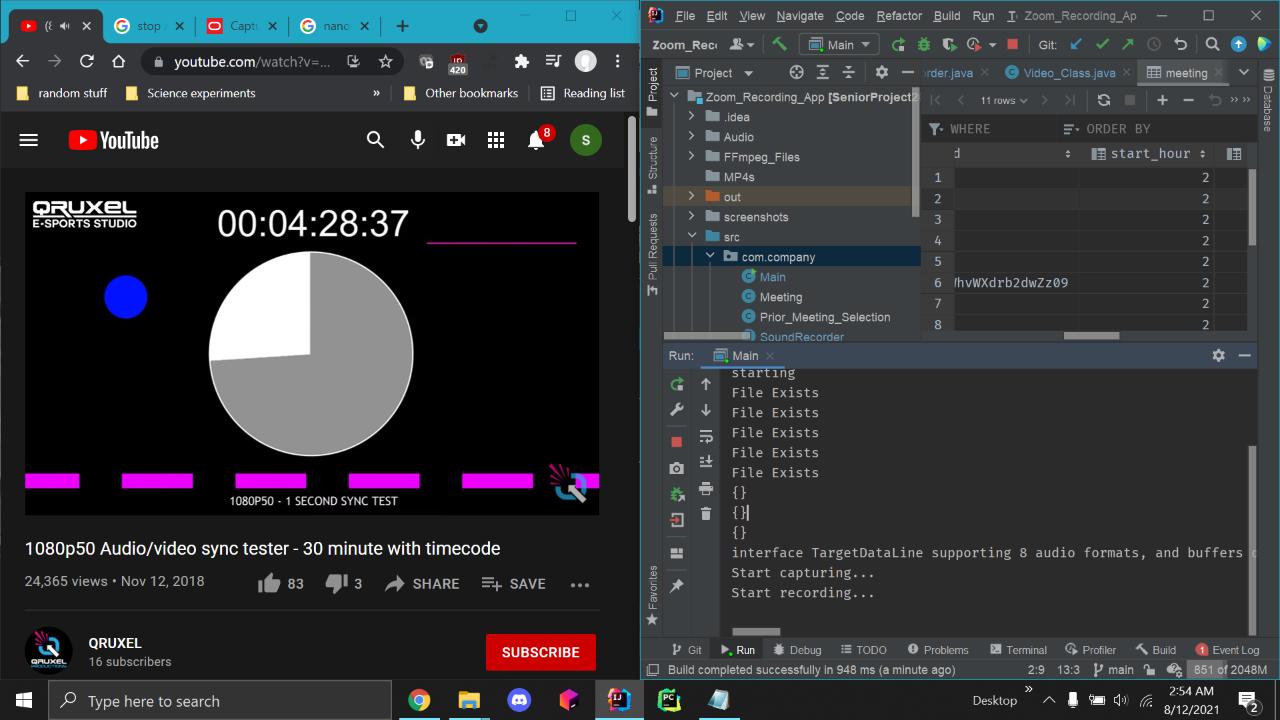 stop
Captu
nano
youtube.com/watch?v=...
420
random stuff
Science experiments
»
Other bookmarks
Reading list
YouTube
8
S
QRUXEL
E-SPORTS STUDIO
00:04:28:37
1080P50 - 1 SECOND SYNC TEST
1080p50 Audio/video sync tester - 30 minute with timecode
24,365 views • Nov 12, 2018
83
3
SHARE
SAVE
QRUXEL
PRODUCTIONS
QRUXEL
16 subscribers
SUBSCRIBE
File Edit View Navigate Code Refactor Build Run T Zoom_Recording_Ap
Zoom_Rec
Main
Git:
Project
rder.java
Video_Class.java
meeting
Project
Structure
Pull Requests
Favorites
Database
Zoom_Recording_App [SeniorProject2
.idea
Audio
FFmpeg_Files
MP4s
out
screenshots
src
com.company
Main
Meeting
Prior_Meeting_Selection
SoundRecorder
11 rows
WHERE
ORDER BY
d
start_hour
1 2
2 2
3 2
4 2
5 2
6 WhvWXdrb2dwZz09 2
7 2
8 2
Run: Main
starting
File Exists
File Exists
File Exists
File Exists
File Exists
{}
{}
{}
interface TargetDataLine supporting 8 audio formats, and buffers o
Start capturing...
Start recording...
Git
Run
Debug
TODO
Problems
Terminal
Profiler
Build
1
Event Log
Build completed successfully in 948 ms (a minute ago)
2:9
13:3
main
851 of 2048M
Type here to search
Desktop
»
2:54 AM
8/12/2021
2